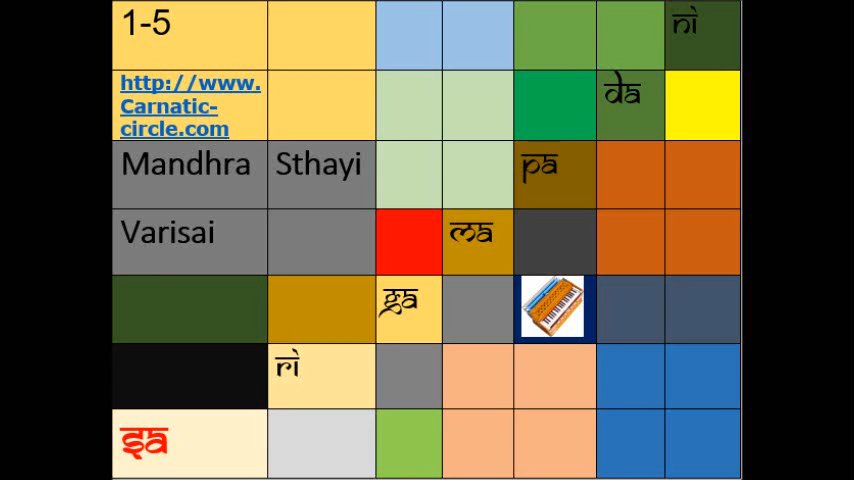 1-5
ni
http://www.
Carnatic-
circle.com
da
Mandhra Sthayi
pa
Varisai
ma
ga
ri
sa